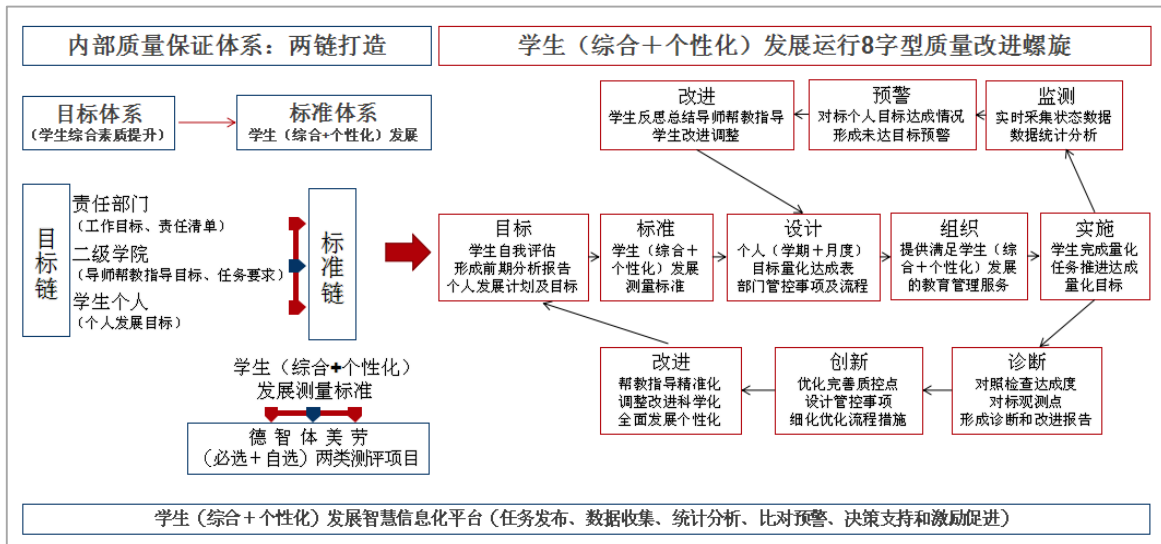 内部质量保证体系：两链打造
学生（综合＋个性化）发展运行8字型质量改进螺旋
目标体系
（学生综合素质提升）
标准体系
学生（综合+个性化）发展
目标链
责任部门
（工作目标、责任清单）
二级学院
（导师帮教指导目标、任务要求）
学生个人
（个人发展目标）
标准链
学生（综合+个性化）
发展测量标准
德 智 体 美 劳
（必选＋自选）两类测评项目
改进
学生反思总结导师帮教指导
学生改进调整
预警
对标个人目标达成情况
形成未达目标预警
监测
实时采集状态数据
数据统计分析
目标
学生自我评估
形成前期分析报告
个人发展计划及目标
标准
学生（综合＋
个性化）发展
测量标准
设计
个人（学期＋月度）
目标量化达成表
部门管控事项及流程
组织
提供满足学生（综
合＋个性化）发展
的教育管理服务
实施
学生完成量化
任务推进达成
量化目标
改进
帮教指导精准化
调整改进科学化
全面发展个性化
创新
优化完善质控点
设计管控事项
细化优化流程措施
诊断
对照检查达成度
对标观测点
形成诊断和改进报告
学生（综合＋个性化）发展智慧信息化平台（任务发布、数据收集、统计分析、比对预警、决策支持和激励促进）